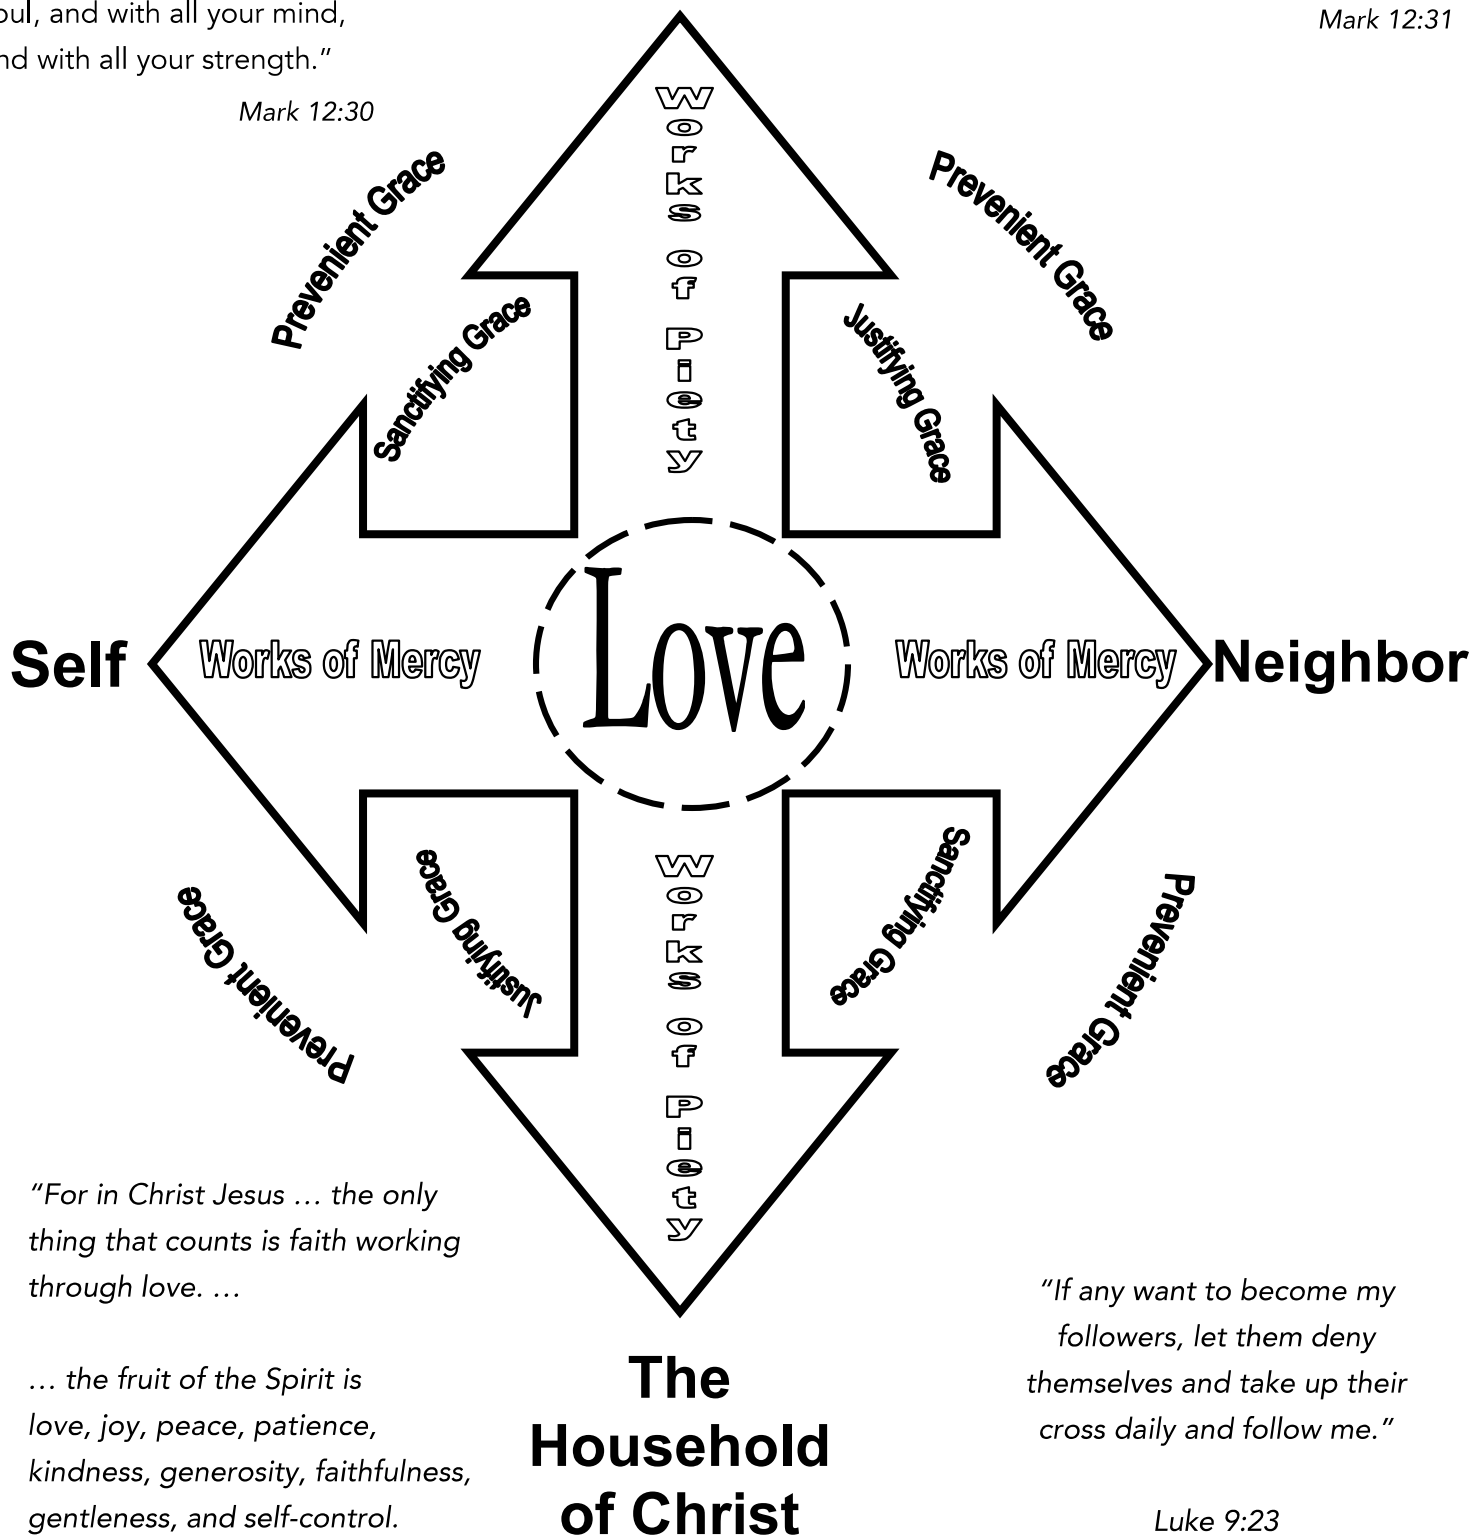 oul, and with all your mind,
nd with all your strength.”
Mark 12:30
Mark 12:31
Works of Piety
Prevenient Grace
Prevenient Grace
Sanctifying Grace
Justifying Grace
Self
Works of Mercy
Love
Works of Mercy
Neighbor
Justifying Grace
Sanctifying Grace
Prevenient Grace
Prevenient Grace
Works of Piety
“For in Christ Jesus … the only
thing that counts is faith working
through love. …
… the fruit of the Spirit is
love, joy, peace, patience,
kindness, generosity, faithfulness,
gentleness, and self-control.
The
Household
of Christ
“If any want to become my
followers, let them deny
themselves and take up their
cross daily and follow me.”
Luke 9:23